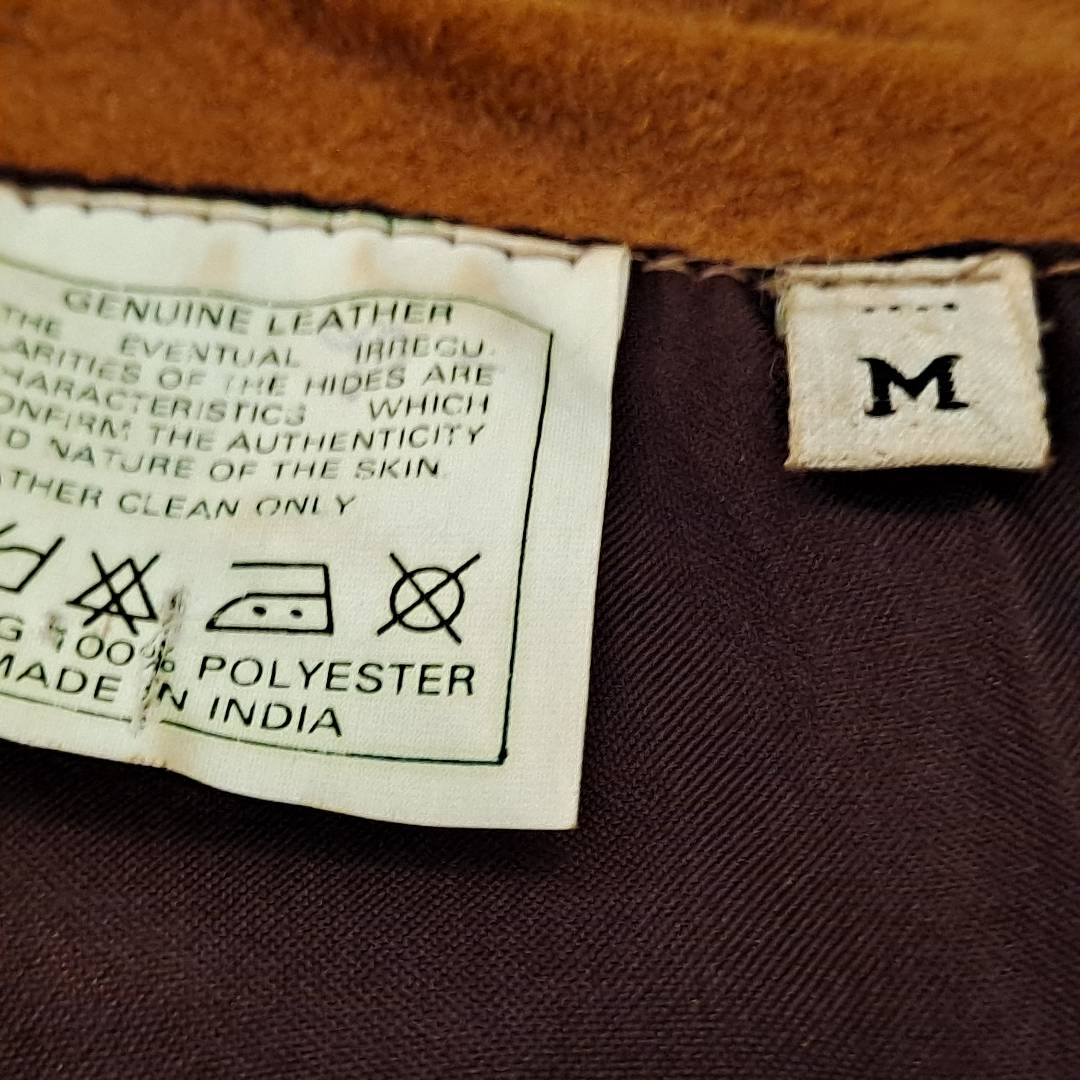 GENUINE LEATHER
THE EVENTUAL IRREGU.
LARITIES OF THE HIDES ARE
HARACTERISTICS WHICH
ONFIRM THE AUTHENTICITY
D NATURE OF THE SKIN.
ATHER CLEAN ONLY
G 100% POLYESTER
MADE IN INDIA
M